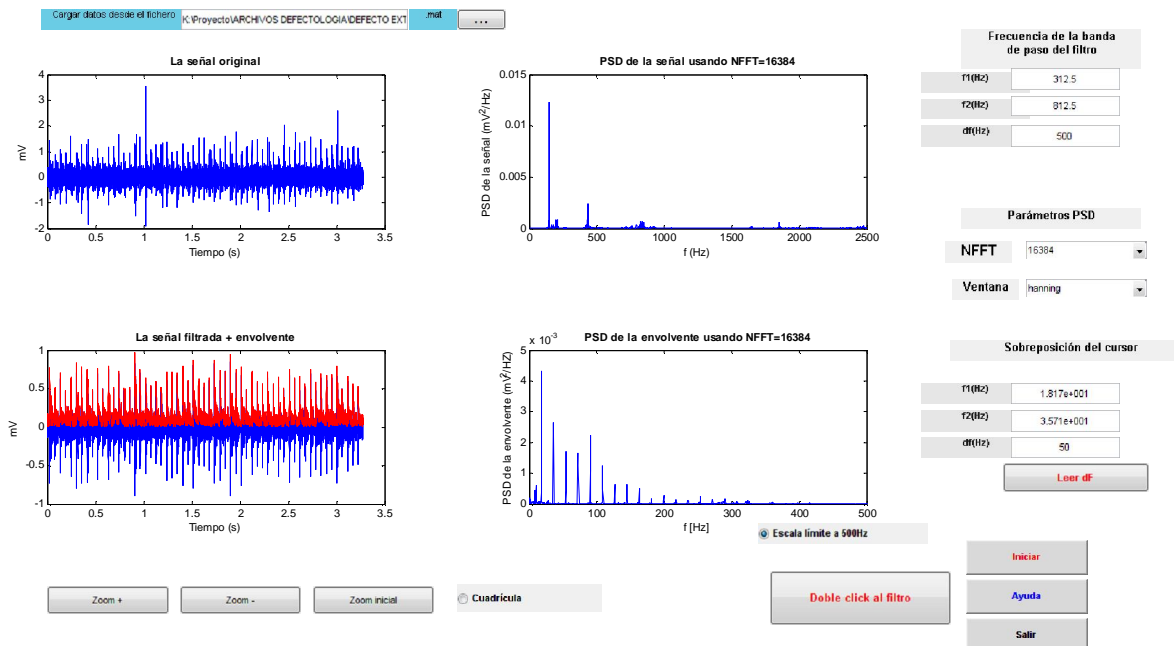 Cargar datos desde el fichero K:\Proyecto\ARCHIVOS DEFECTOLOGIA\DEFECTO EXT .mat ...
La señal original
4
3
2
1
0
-1
-2
mV
0 0.5 1 1.5 2 2.5 3 3.5
Tiempo (s)
PSD de la señal usando NFFT=16384
0.015
0.01
0.005
0
PSD de la señal (mV²/Hz)
0 500 1000 1500 2000 2500
f (Hz)
Frecuencia de la banda
de paso del filtro
f1(Hz) 312.5
f2(Hz) 812.5
df(Hz) 500
Parámetros PSD
NFFT 16384
Ventana hanning
La señal filtrada + envolvente
1
0.5
0
-0.5
-1
mV
0 0.5 1 1.5 2 2.5 3 3.5
Tiempo (s)
PSD de la envolvente usando NFFT=16384
x 10⁻³
5
4
3
2
1
0
PSD de la envolvente (mV²/HZ)
0 100 200 300 400 500
f [Hz]
Escala límite a 500Hz
Sobreposición del cursor
f1(Hz) 1.817e+001
f2(Hz) 3.571e+001
df(Hz) 50
Leer dF
Zoom + Zoom - Zoom inicial Cuadrícula
Doble click al filtro
Iniciar
Ayuda
Salir